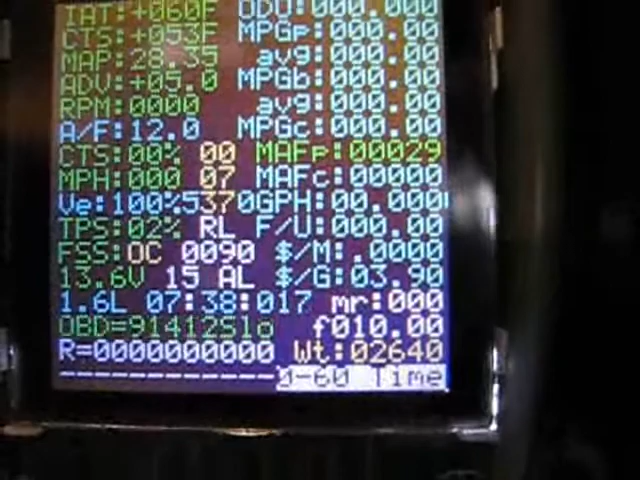 IAT:+060F ODO:000.000
CTS:+053F MPGp:000.00
MAP:28.35 avg:000.00
ADV:+05.0 MPGb:000.00
RPM:0000 avg:000.00
A/F:12.0 MPGc:000.00
CTS:00% 00 MAFp:00029
MPH:000 07 MAFc:00000
Ve:100%5370GPH:00.000
TPS:02% RL F/U:000.00
FSS:OC 0090 $/M:.0000
13.6V 15 AL $/G:03.90
1.6L 07:38:017 mr:000
OBD=91412Slo f010.00
R=0000000000 Wt:02640
-----------0-60 Time